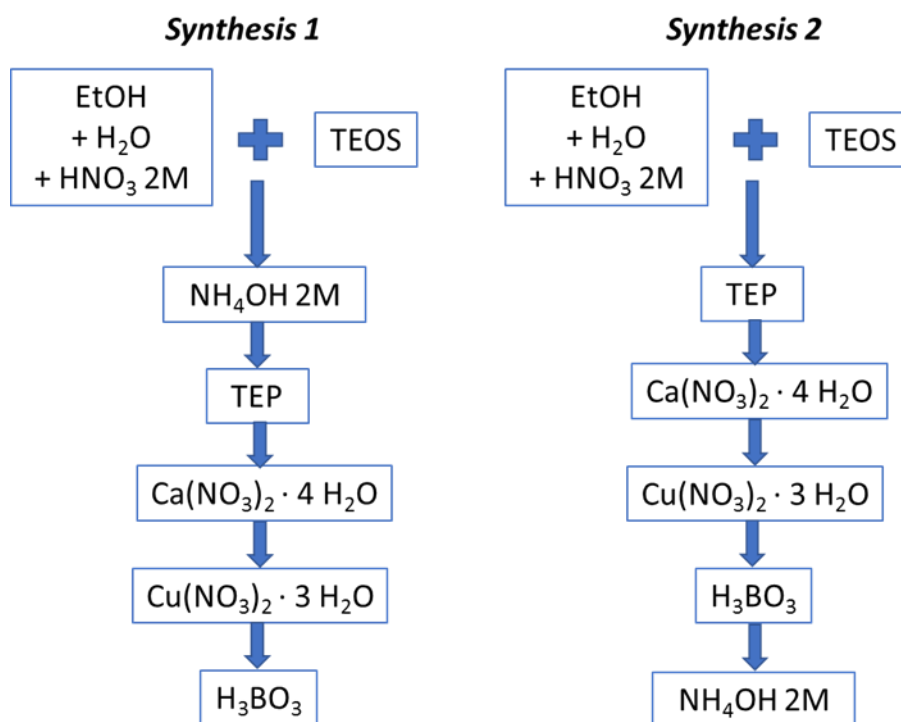 Synthesis 1
EtOH
+ H₂O
+ HNO₃ 2M
TEOS
NH₄OH 2M
TEP
Ca(NO₃)₂ · 4 H₂O
Cu(NO₃)₂ · 3 H₂O
H₃BO₃
Synthesis 2
EtOH
+ H₂O
+ HNO₃ 2M
TEOS
TEP
Ca(NO₃)₂ · 4 H₂O
Cu(NO₃)₂ · 3 H₂O
H₃BO₃
NH₄OH 2M